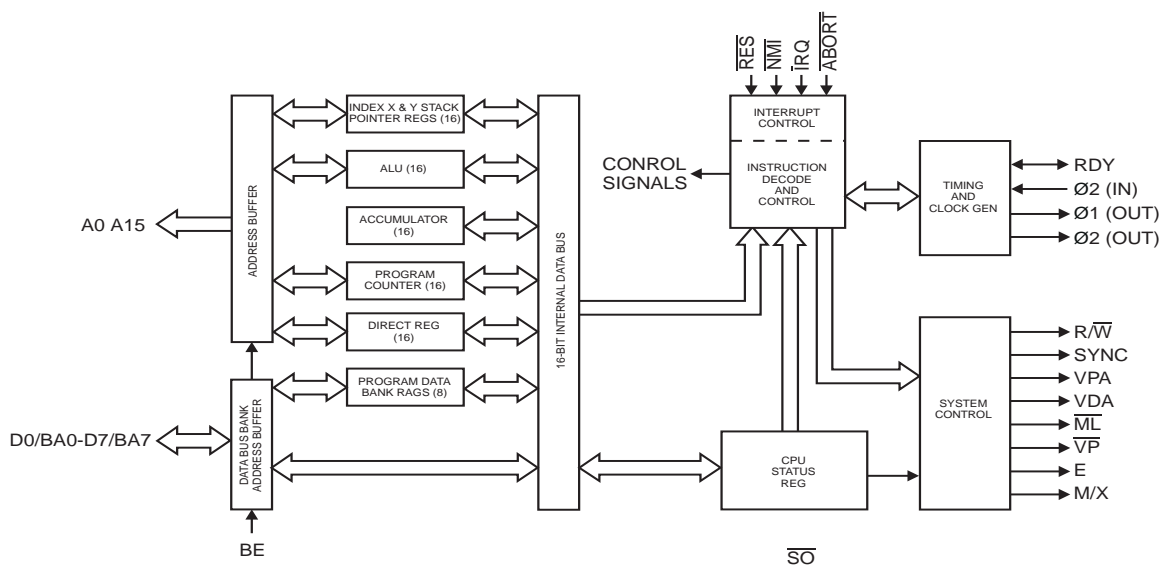 RES
NMI
IRQ
ABORT
INDEX X & Y STACK
POINTER REGS (16)
ALU (16)
ACCUMULATOR
(16)
PROGRAM
COUNTER (16)
DIRECT REG
(16)
PROGRAM DATA
BANK RAGS (8)
ADDRESS BUFFER
A0 A15
DATA BUS BANK
ADDRESS BUFFER
D0/BA0-D7/BA7
BE
16-BIT INTERNAL DATA BUS
INTERRUPT
CONTROL
INSTRUCTION
DECODE
AND
CONTROL
CONROL
SIGNALS
TIMING
AND
CLOCK GEN
RDY
Ø2 (IN)
Ø1 (OUT)
Ø2 (OUT)
SYSTEM
CONTROL
R/W
SYNC
VPA
VDA
ML
VP
E
M/X
CPU
STATUS
REG
SO